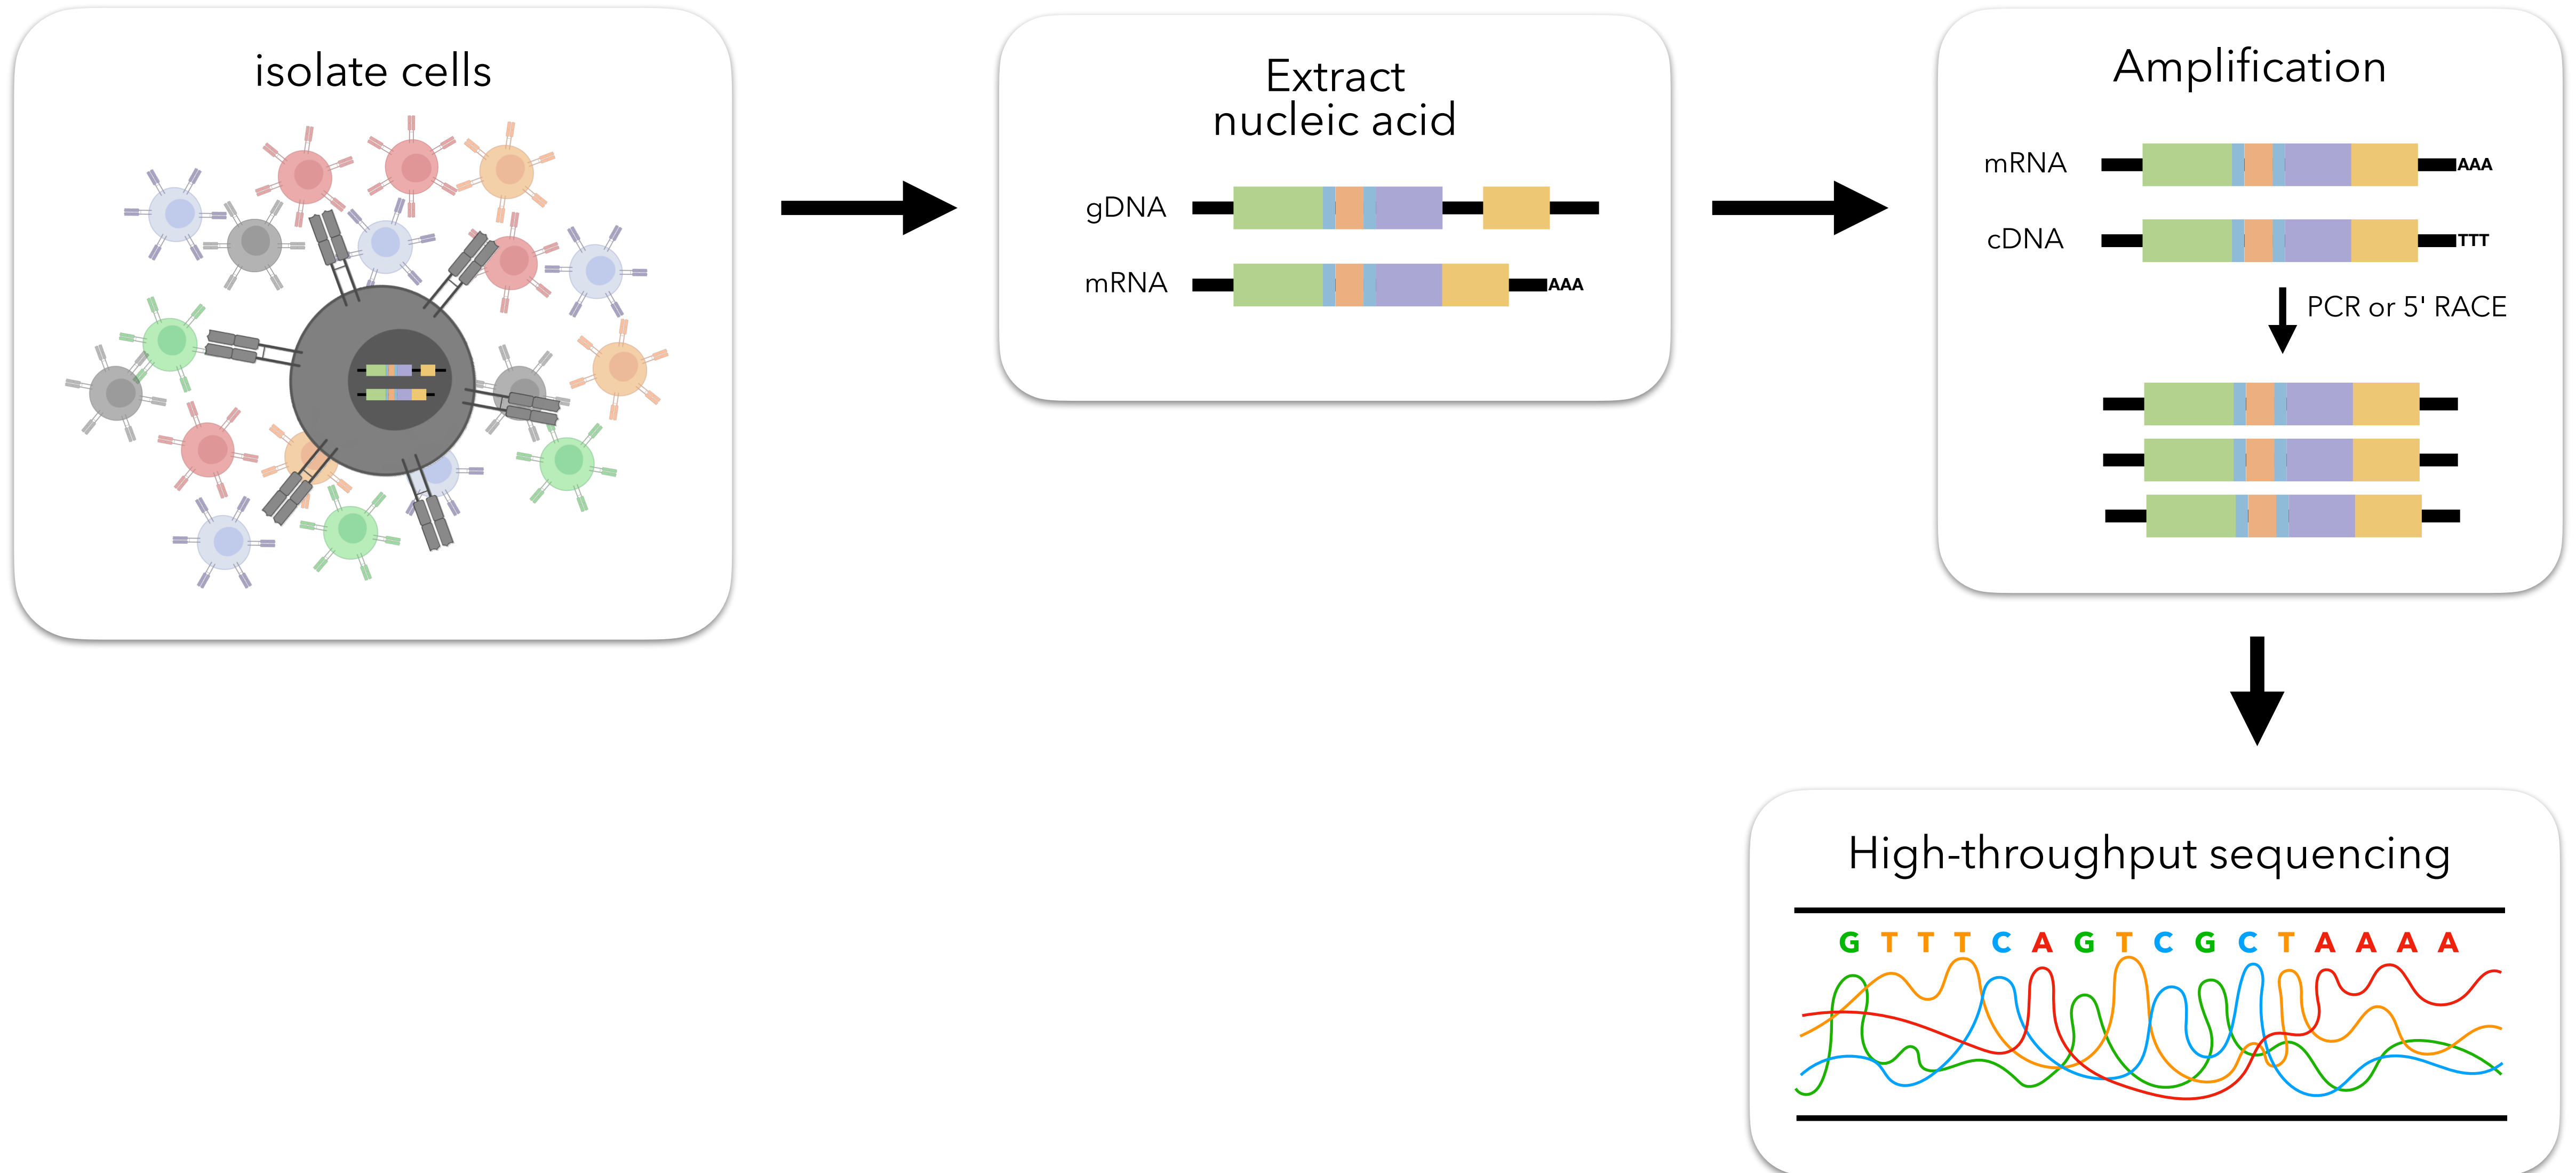 isolate cells
Extract
nucleic acid
gDNA
mRNA
AAA
Amplification
mRNA
AAA
cDNA
TTT
PCR or 5' RACE
High-throughput sequencing
G T T T C A G T C G C T A A A A